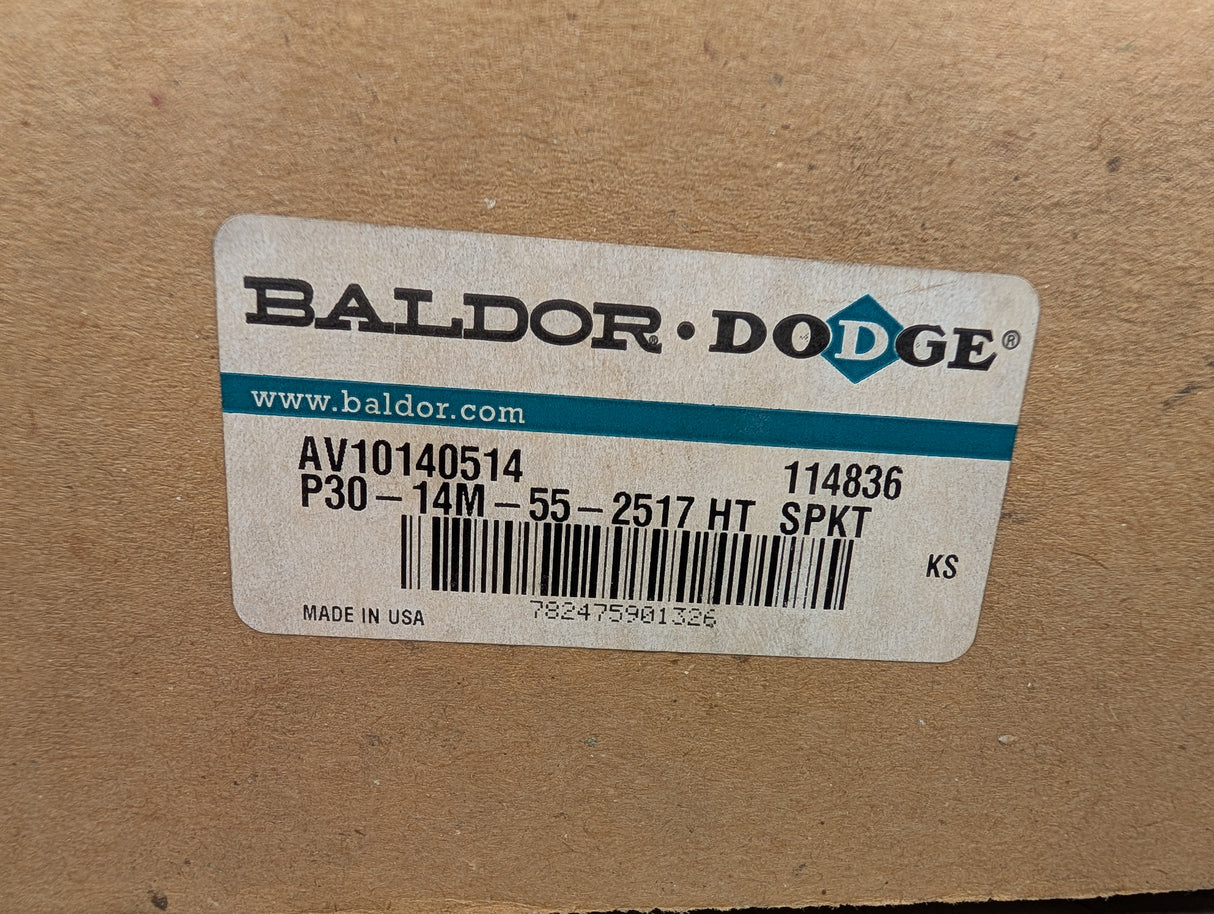 BALDOR® • DODGE®
www.baldor.com
AV10140514 114836
P30 – 14M – 55 – 2517 HT SPKT
KS
MADE IN USA 782475901326